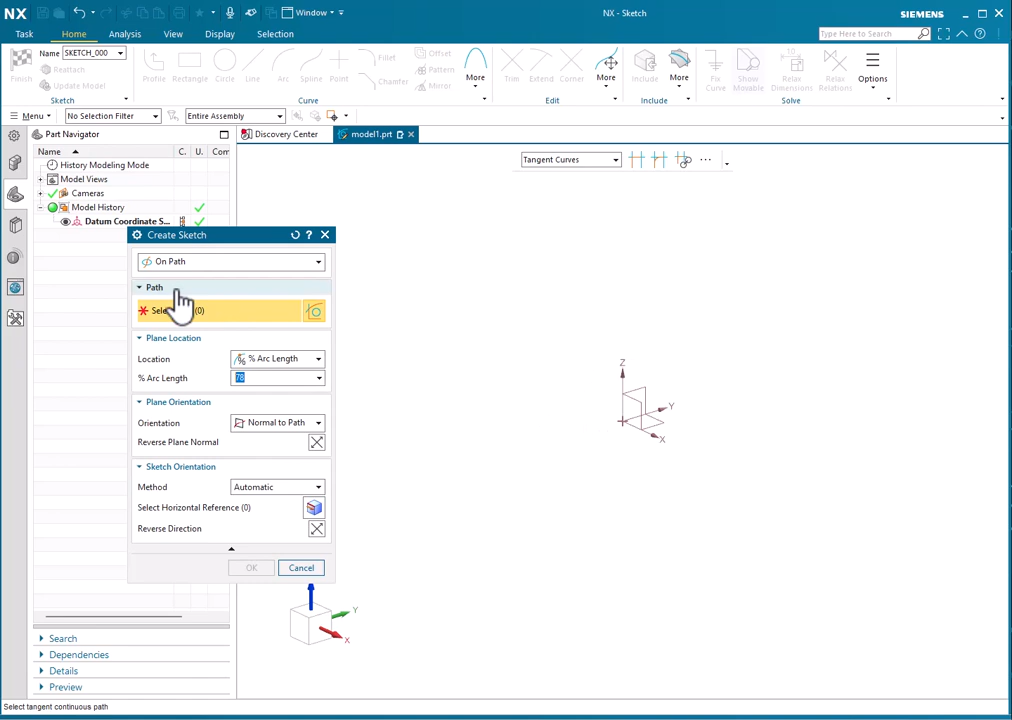 NX
Window
NX - Sketch
SIEMENS
Task
Home
Analysis
View
Display
Selection
Type Here to Search
Finish
Name SKETCH_000
Reattach
Update Model
Sketch
Profile
Rectangle
Circle
Line
Arc
Spline
Point
Fillet
Chamfer
Offset
Pattern
Mirror
More
Curve
Trim
Extend
Corner
More
Edit
Include
More
Include
Fix
Curve
Show
Movable
Relax
Dimensions
Relax
Relations
Solve
Options
Menu
No Selection Filter
Entire Assembly
Part Navigator
Discovery Center
model1.prt
Name
C.
U.
Com
History Modeling Mode
Model Views
Cameras
Model History
Datum Coordinate S...
Tangent Curves
Create Sketch
On Path
Path
(0)
Plane Location
Location
% Arc Length
% Arc Length
78
Plane Orientation
Orientation
Normal to Path
Reverse Plane Normal
Sketch Orientation
Method
Automatic
Select Horizontal Reference (0)
Reverse Direction
OK
Cancel
Z
Y
X
Y
X
Search
Dependencies
Details
Preview
Select tangent continuous path